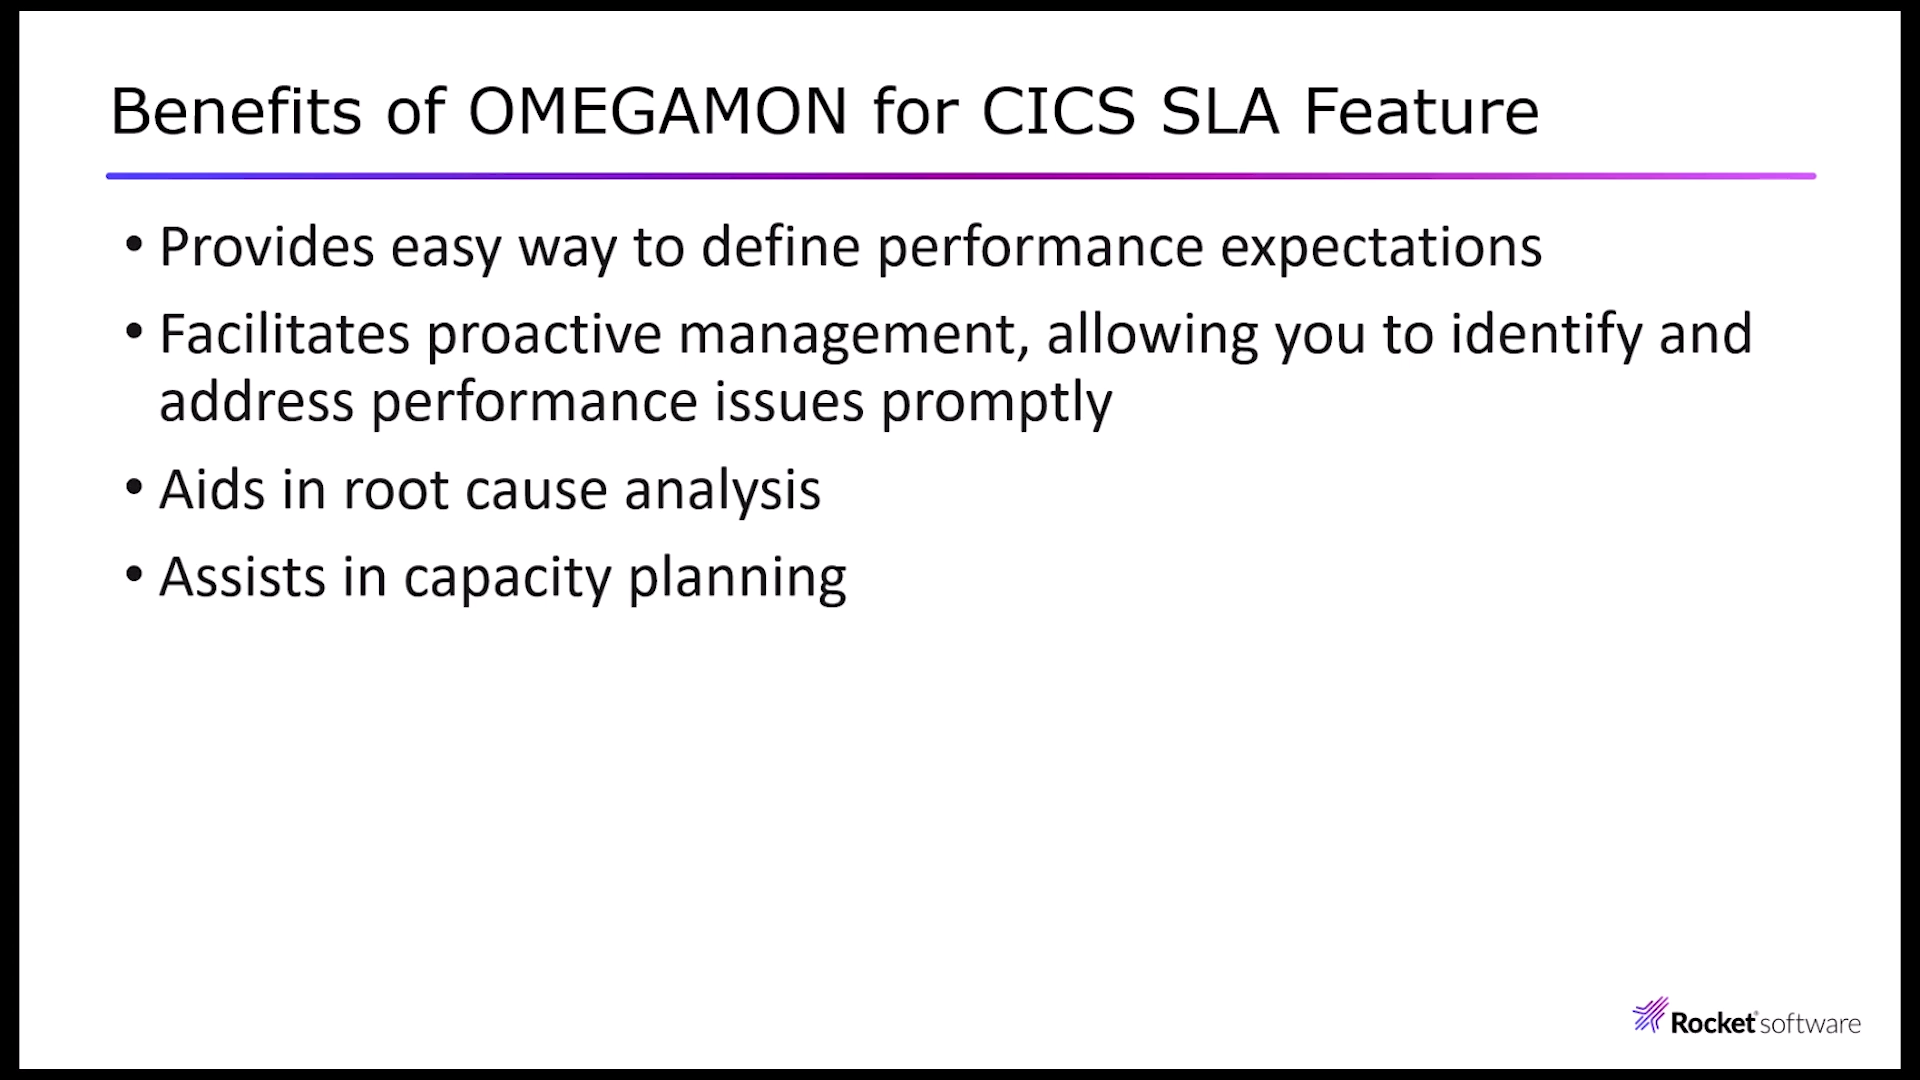 Benefits of OMEGAMON for CICS SLA Feature
• Provides easy way to define performance expectations
• Facilitates proactive management, allowing you to identify and
address performance issues promptly
• Aids in root cause analysis
• Assists in capacity planning
Rocket® software